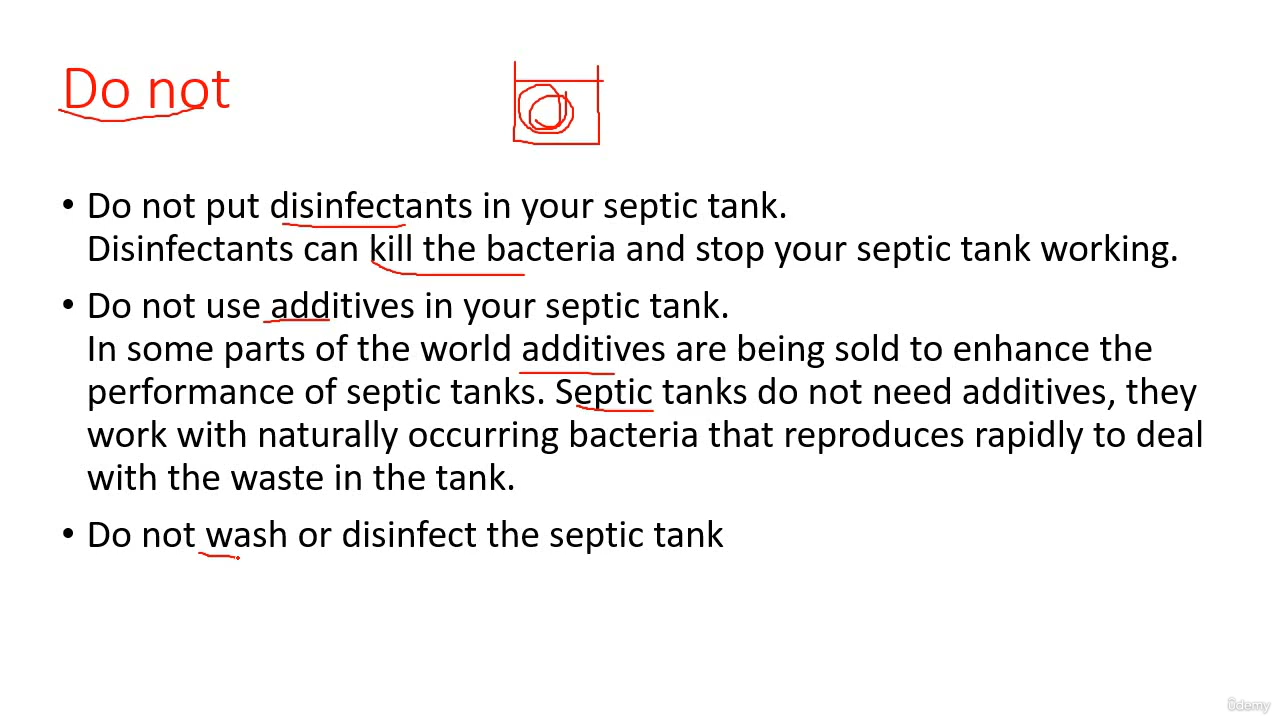 Do not
• Do not put disinfectants in your septic tank.
Disinfectants can kill the bacteria and stop your septic tank working.
• Do not use additives in your septic tank.
In some parts of the world additives are being sold to enhance the
performance of septic tanks. Septic tanks do not need additives, they
work with naturally occurring bacteria that reproduces rapidly to deal
with the waste in the tank.
• Do not wash or disinfect the septic tank
ûdemy